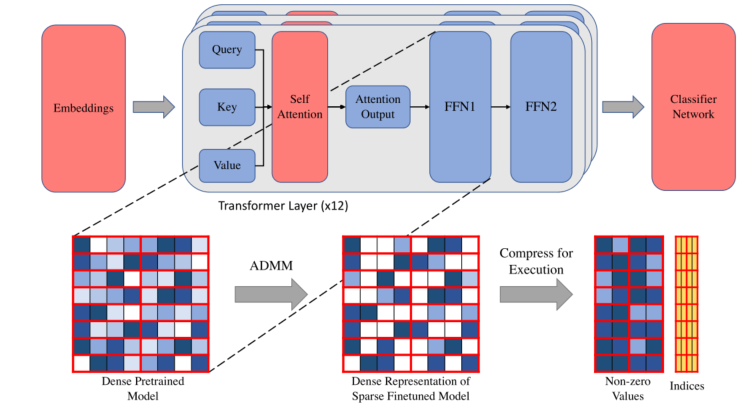 Embeddings
Query
Key
Value
Self
Attention
Attention
Output
FFN1
FFN2
Classifier
Network
Transformer Layer (x12)
ADMM
Compress for
Execution
Dense Pretrained
Model
Dense Representation of
Sparse Finetuned Model
Non-zero
Values
Indices